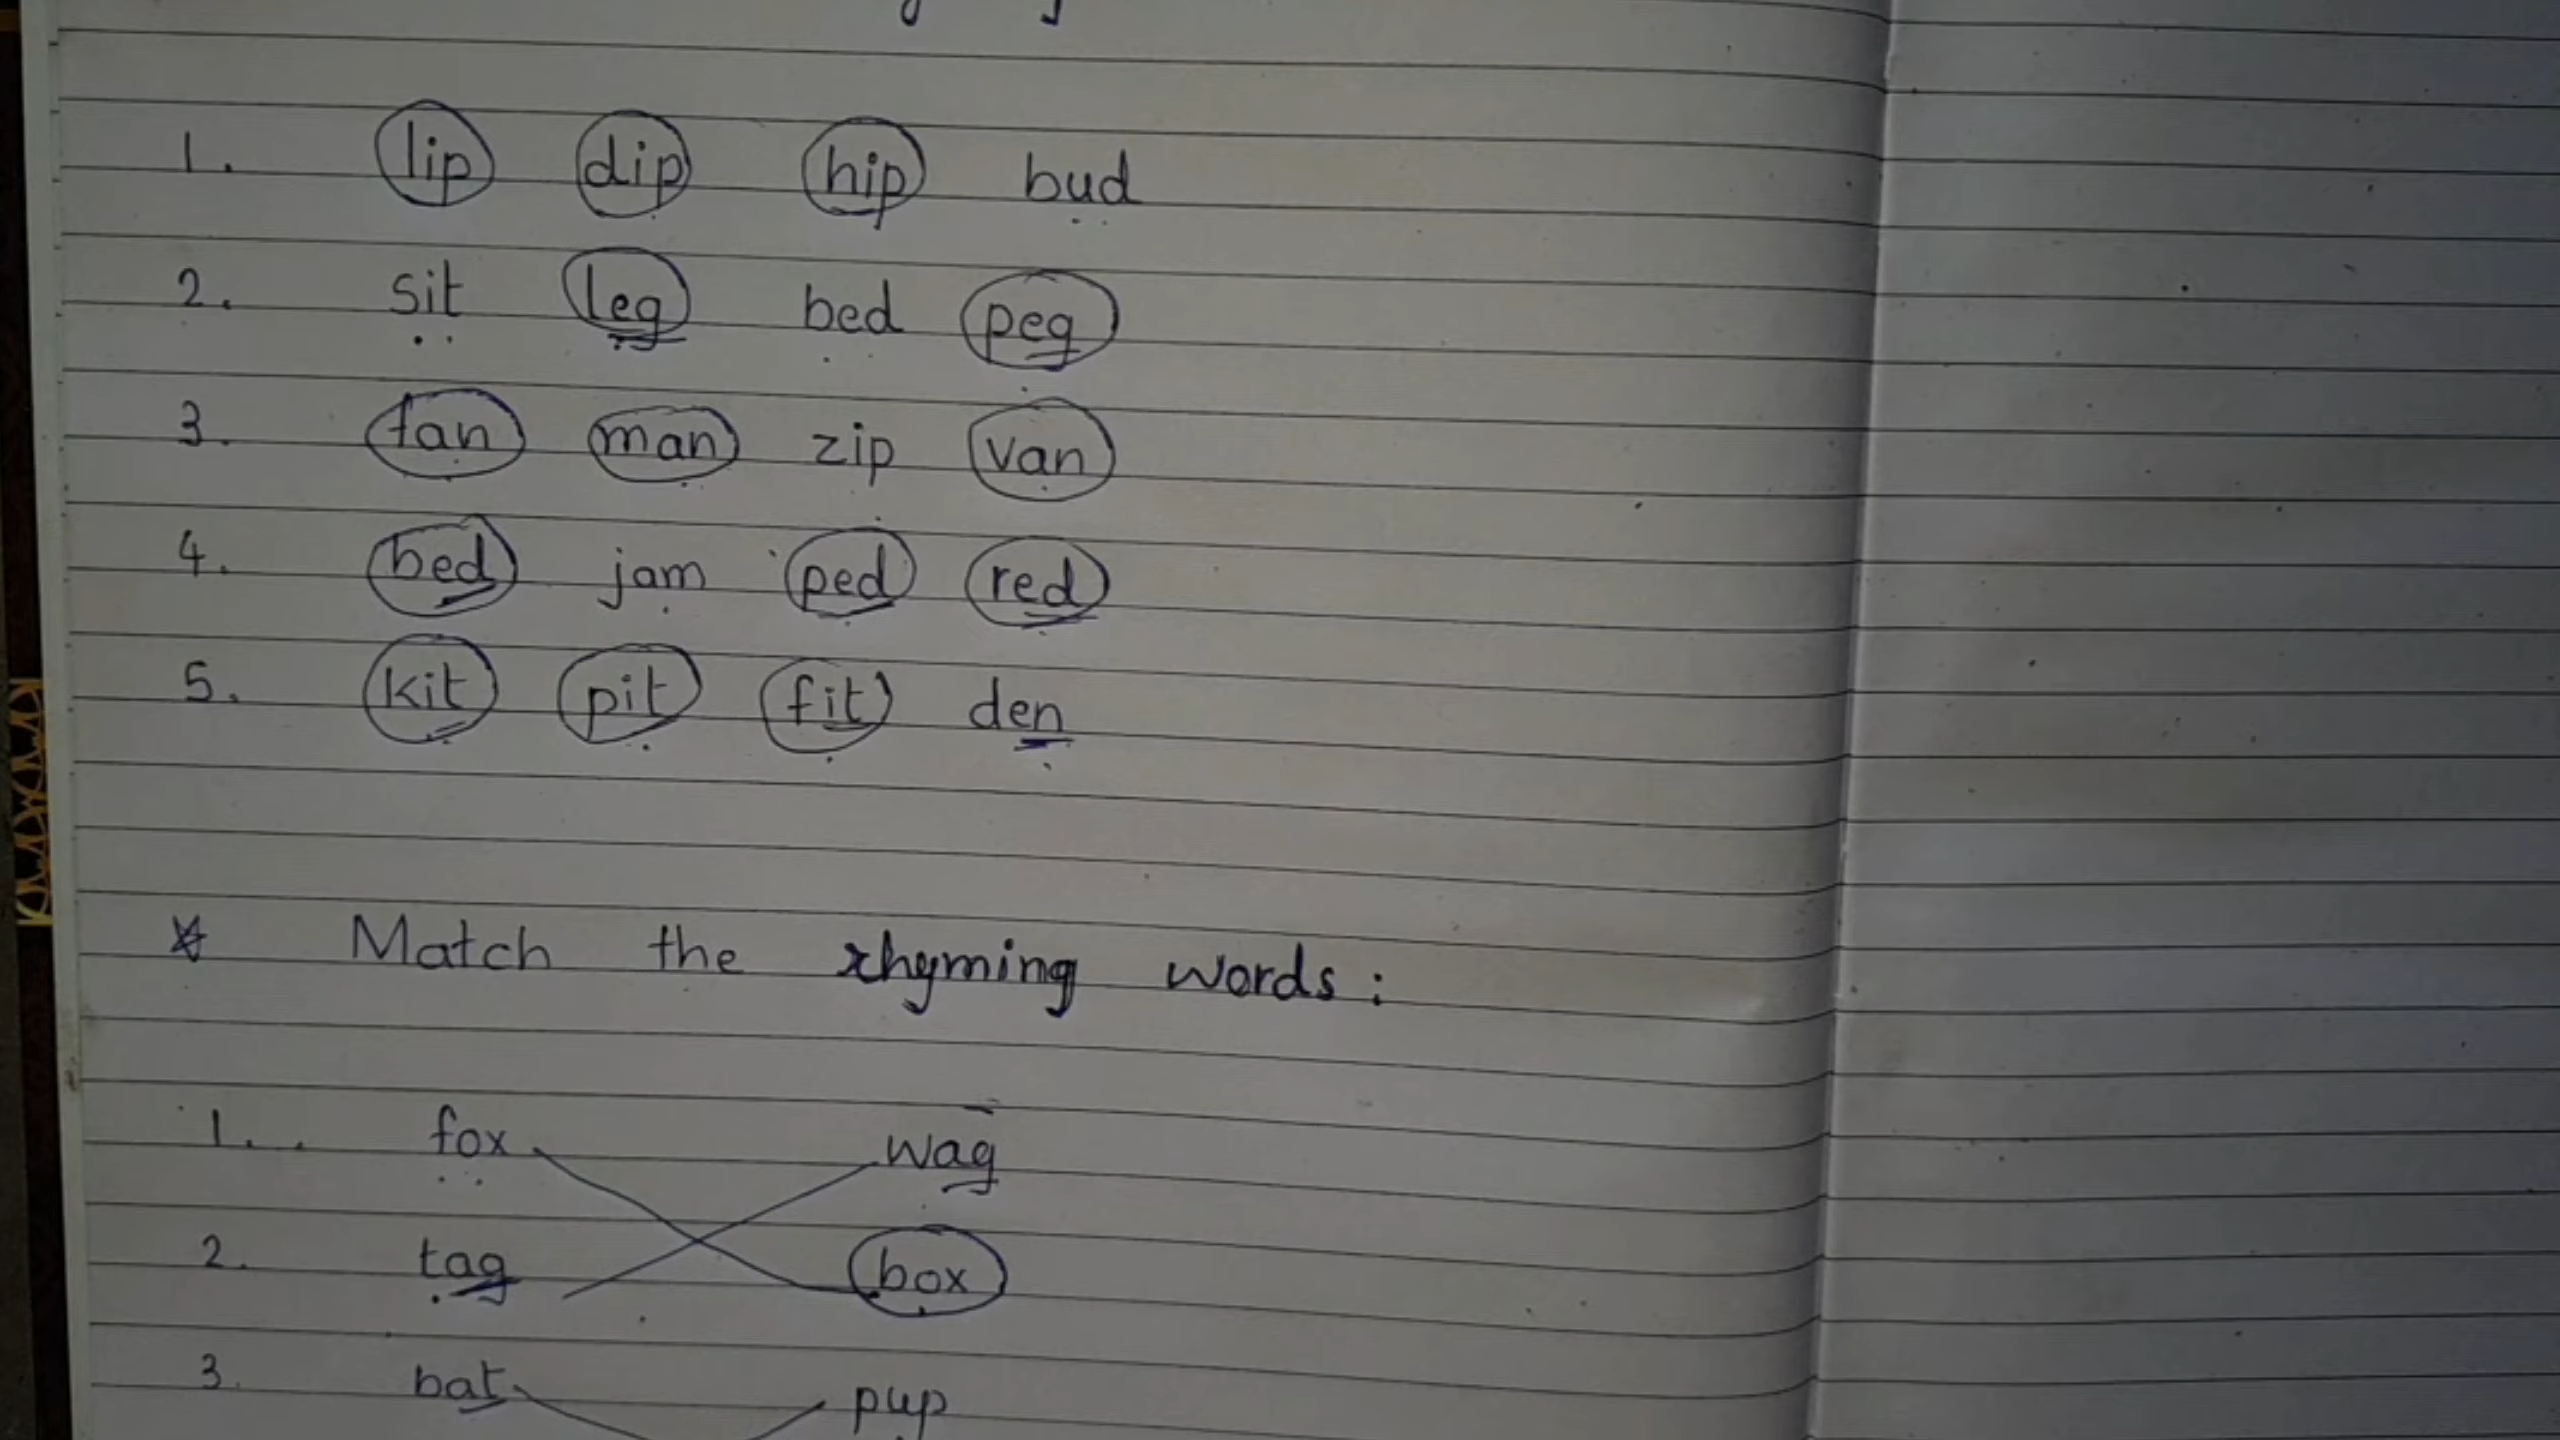 1. lip dip hip bud
2. sit leg bed peg
3. fan man zip van
4. bed jam ped red
5. kit pit fit den
* Match the rhyming words :
1. fox wag
2. tag box
3. bat pup